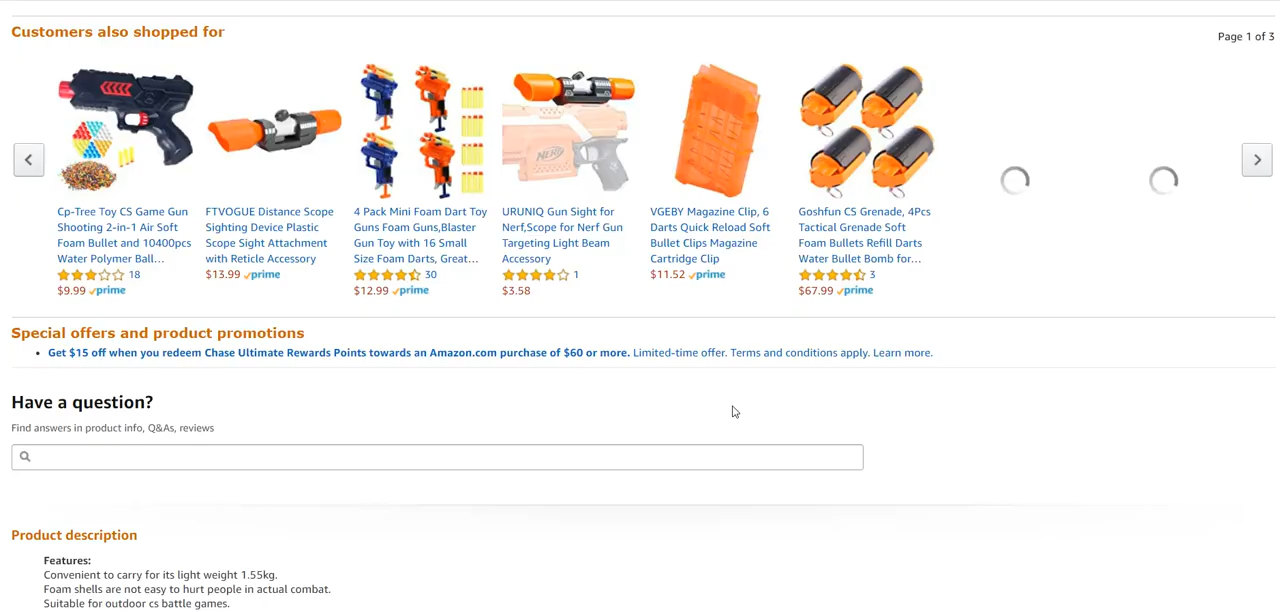 Customers also shopped for
Page 1 of 3
NERF
Cp-Tree Toy CS Game Gun
Shooting 2-in-1 Air Soft
Foam Bullet and 10400pcs
Water Polymer Ball...
18
$9.99 prime
FTVOGUE Distance Scope
Sighting Device Plastic
Scope Sight Attachment
with Reticle Accessory
$13.99 prime
4 Pack Mini Foam Dart Toy
Guns Foam Guns,Blaster
Gun Toy with 16 Small
Size Foam Darts, Great...
30
$12.99 prime
URUNIQ Gun Sight for
Nerf,Scope for Nerf Gun
Targeting Light Beam
Accessory
1
$3.58
VGEBY Magazine Clip, 6
Darts Quick Reload Soft
Bullet Clips Magazine
Cartridge Clip
$11.52 prime
Goshfun CS Grenade, 4Pcs
Tactical Grenade Soft
Foam Bullets Refill Darts
Water Bullet Bomb for...
3
$67.99 prime
Special offers and product promotions
• Get $15 off when you redeem Chase Ultimate Rewards Points towards an Amazon.com purchase of $60 or more. Limited-time offer. Terms and conditions apply. Learn more.
Have a question?
Find answers in product info, Q&As, reviews
Product description
Features:
Convenient to carry for its light weight 1.55kg.
Foam shells are not easy to hurt people in actual combat.
Suitable for outdoor cs battle games.